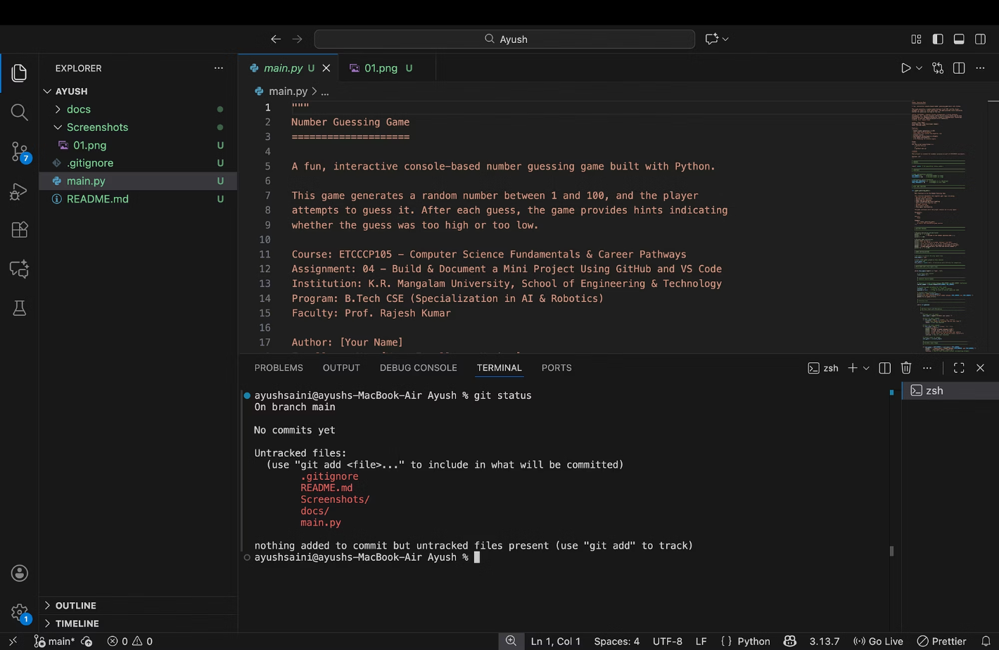 Ayush
EXPLORER
AYUSH
docs
Screenshots
01.png U
.gitignore U
main.py U
README.md U
OUTLINE
TIMELINE
7
1
main.py U
01.png U
main.py > ...
1 """
2 Number Guessing Game
3 ====================
4
5 A fun, interactive console-based number guessing game built with Python.
6
7 This game generates a random number between 1 and 100, and the player
8 attempts to guess it. After each guess, the game provides hints indicating
9 whether the guess was too high or too low.
10
11 Course: ETCCCP105 - Computer Science Fundamentals & Career Pathways
12 Assignment: 04 - Build & Document a Mini Project Using GitHub and VS Code
13 Institution: K.R. Mangalam University, School of Engineering & Technology
14 Program: B.Tech CSE (Specialization in AI & Robotics)
15 Faculty: Prof. Rajesh Kumar
16
17 Author: [Your Name]
PROBLEMS OUTPUT DEBUG CONSOLE TERMINAL PORTS
zsh
zsh
ayushsaini@ayushs-MacBook-Air Ayush % git status
On branch main
No commits yet
Untracked files:
(use "git add <file>..." to include in what will be committed)
.gitignore
README.md
Screenshots/
docs/
main.py
nothing added to commit but untracked files present (use "git add" to track)
ayushsaini@ayushs-MacBook-Air Ayush %
main* 0 0 Ln 1, Col 1 Spaces: 4 UTF-8 LF { } Python 3.13.7 Go Live Prettier